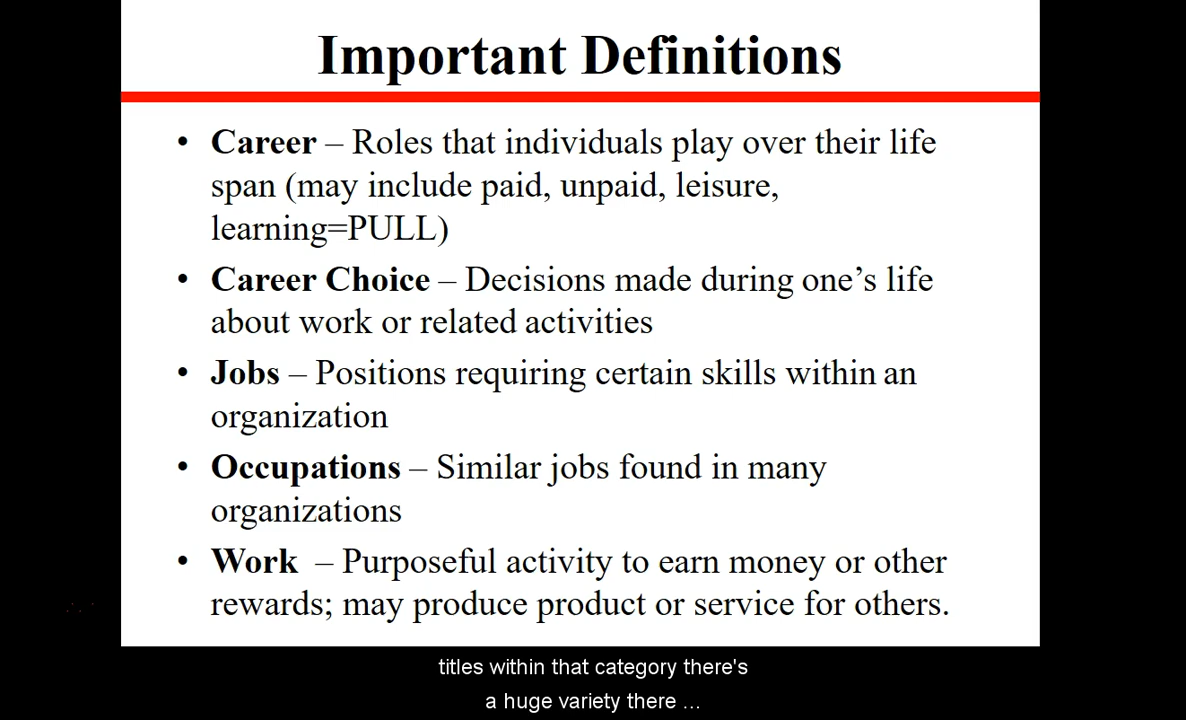 Important Definitions
• Career – Roles that individuals play over their life
span (may include paid, unpaid, leisure,
learning=PULL)
• Career Choice – Decisions made during one’s life
about work or related activities
• Jobs – Positions requiring certain skills within an
organization
• Occupations – Similar jobs found in many
organizations
• Work – Purposeful activity to earn money or other
rewards; may produce product or service for others.
titles within that category there's
a huge variety there ...